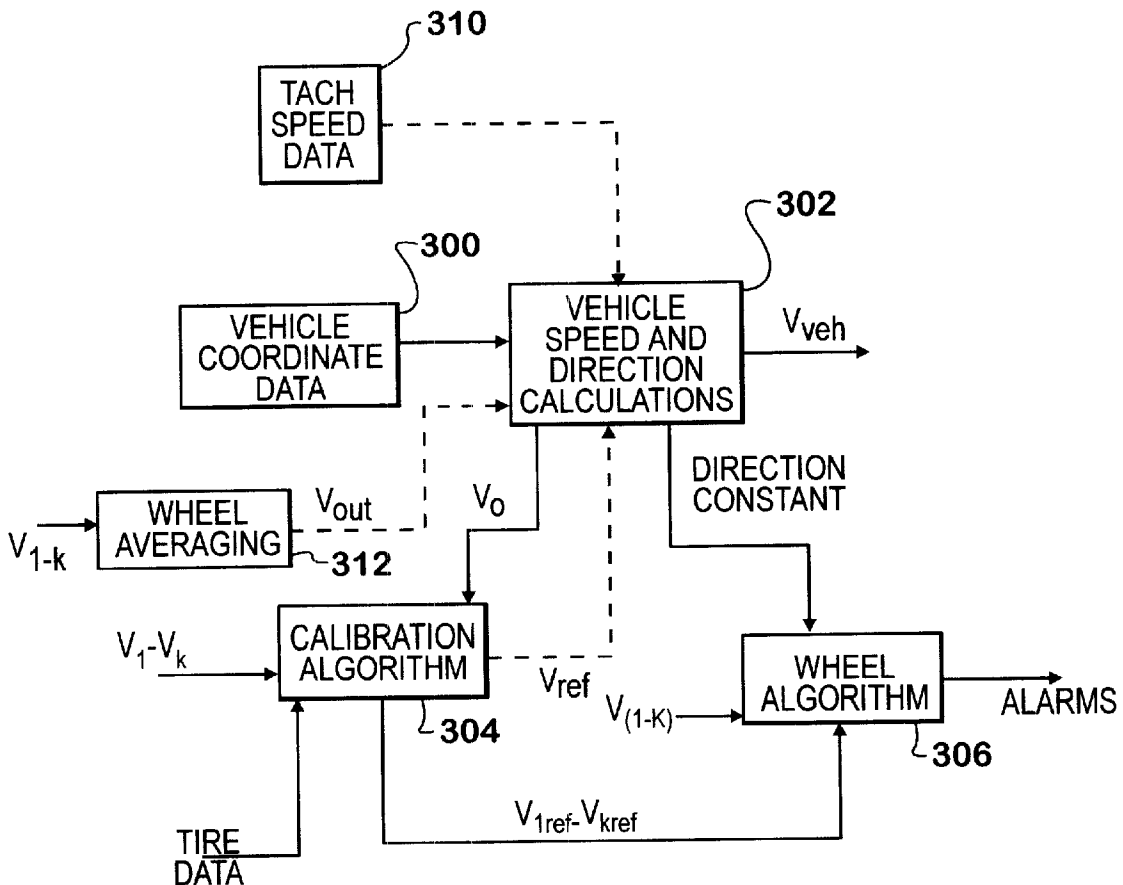 310
TACH
SPEED
DATA
302
300
VEHICLE
COORDINATE
DATA
VEHICLE
SPEED AND
DIRECTION
CALCULATIONS
Vveh
DIRECTION
CONSTANT
Vo
Vout
WHEEL
AVERAGING
V1-k
312
V1-Vk
CALIBRATION
ALGORITHM
Vref
304
WHEEL
ALGORITHM
V(1-K)
ALARMS
306
V1ref-Vkref
TIRE
DATA